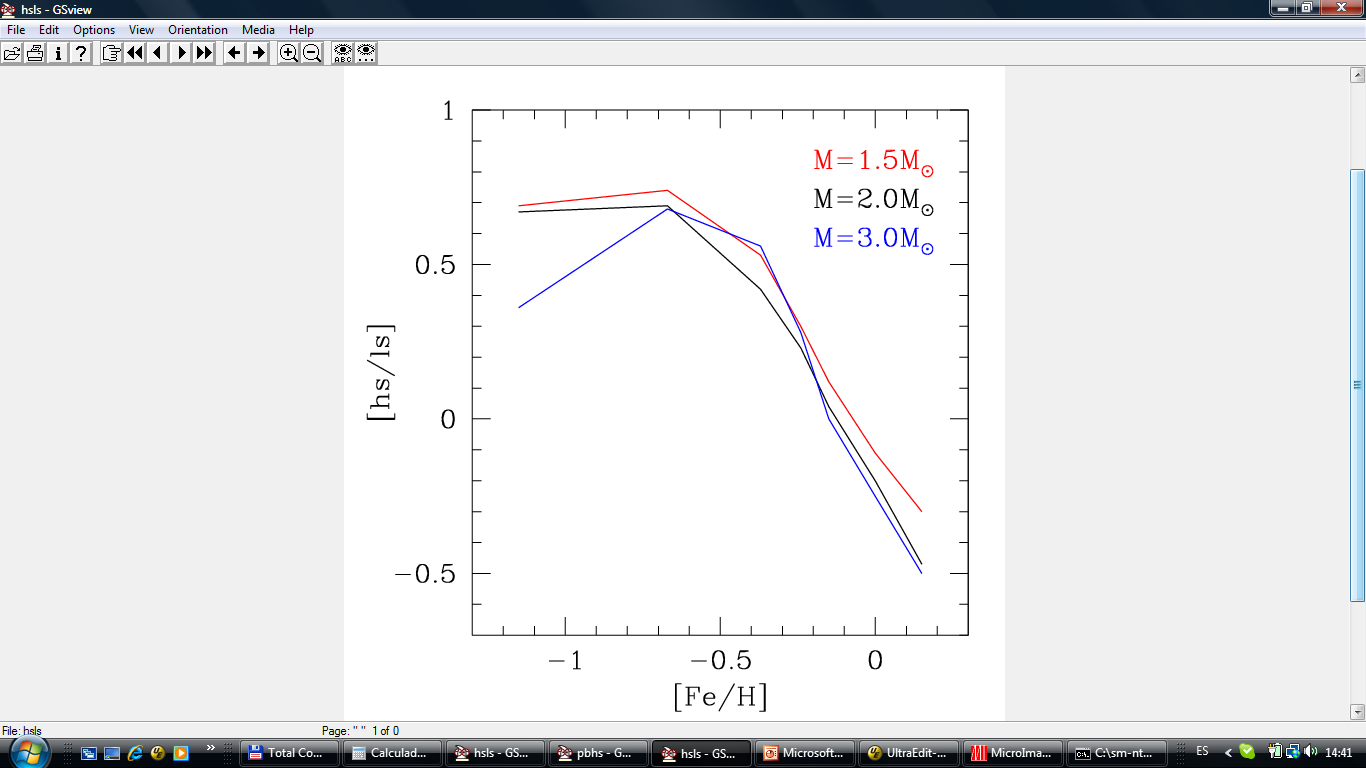 hsls - GSview
File Edit Options View Orientation Media Help
1
M=1.5M⊙
M=2.0M⊙
M=3.0M⊙
0.5
[hs/ls]
0
−0.5
−1 −0.5 0
[Fe/H]
File: hsls Page: " " 1 of 0
Total Co... Calculad... hsls - GS... pbhs - G... hsls - GS... Microsoft... UltraEdit-... MicroIma... C:\sm-nt... ES 14:41